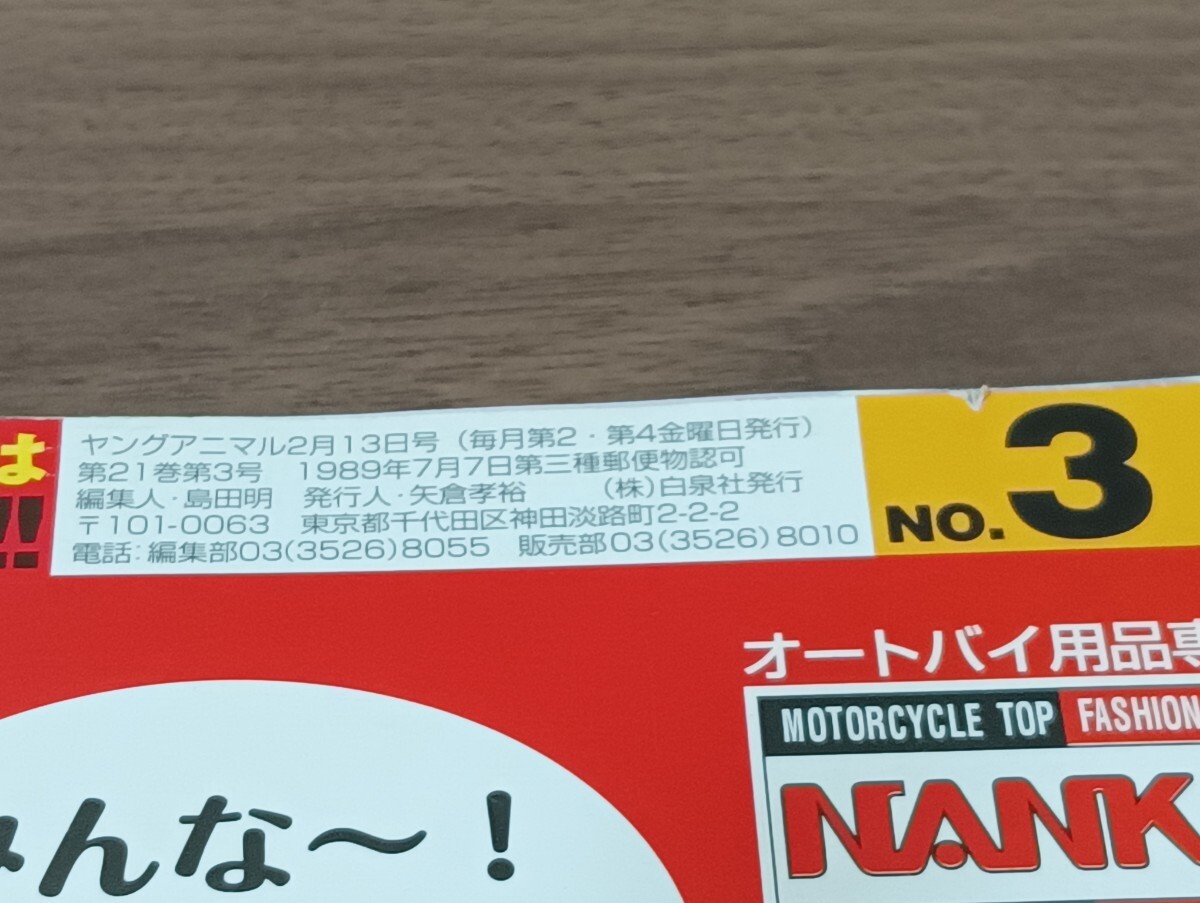 は
!!
ヤングアニマル2月13日号（毎月第2・第4金曜日発行）
第21巻第3号　1989年7月7日第三種郵便物認可
編集人・島田明　発行人・矢倉孝裕　（株）白泉社発行
〒101-0063　東京都千代田区神田淡路町2-2-2
電話：編集部03(3526)8055　販売部03(3526)8010
NO.3
オートバイ用品専
MOTORCYCLE TOP FASHION
NANK
みんな～！